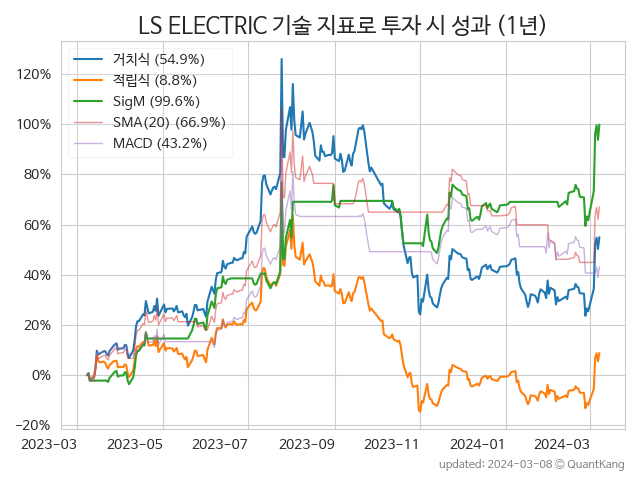 LS ELECTRIC 기술 지표로 투자 시 성과 (1년)
거치식 (54.9%)
적립식 (8.8%)
SigM (99.6%)
SMA(20) (66.9%)
MACD (43.2%)
120%
100%
80%
60%
40%
20%
0%
−20%
2023-03 2023-05 2023-07 2023-09 2023-11 2024-01 2024-03
updated: 2024-03-08 © QuantKang